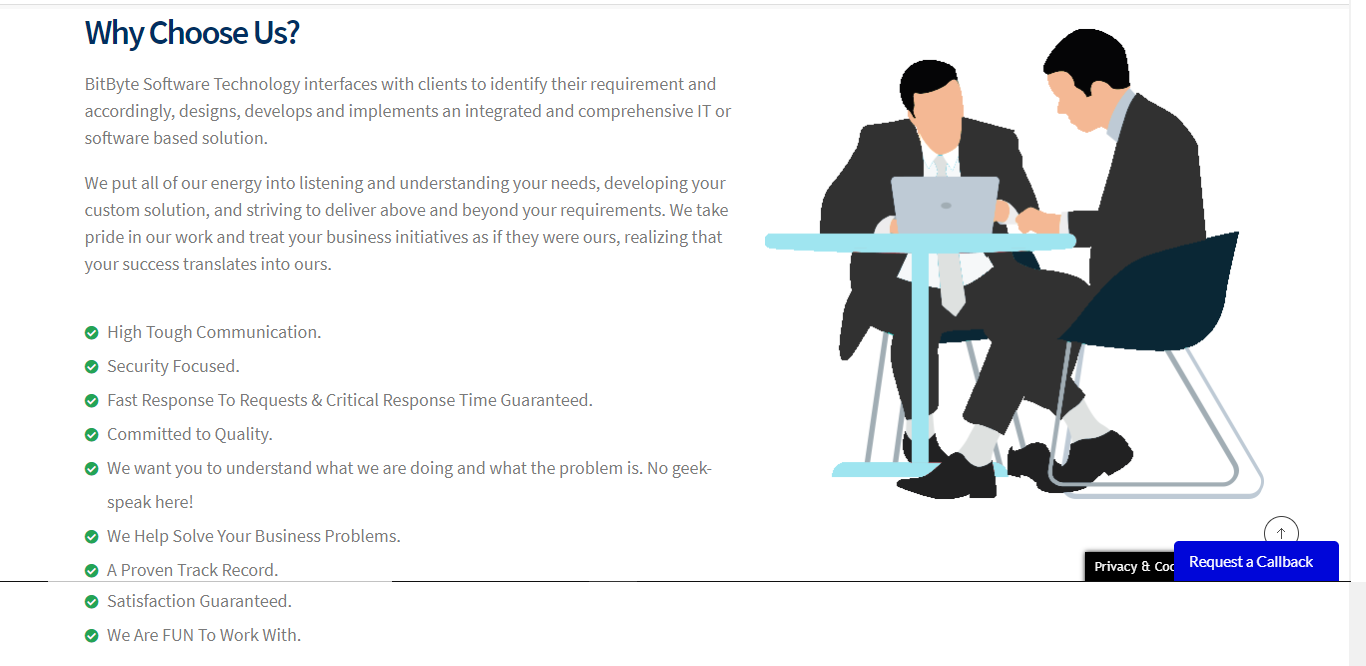 Why Choose Us?
BitByte Software Technology interfaces with clients to identify their requirement and
accordingly, designs, develops and implements an integrated and comprehensive IT or
software based solution.
We put all of our energy into listening and understanding your needs, developing your
custom solution, and striving to deliver above and beyond your requirements. We take
pride in our work and treat your business initiatives as if they were ours, realizing that
your success translates into ours.
High Tough Communication.
Security Focused.
Fast Response To Requests & Critical Response Time Guaranteed.
Committed to Quality.
We want you to understand what we are doing and what the problem is. No geek-
speak here!
We Help Solve Your Business Problems.
A Proven Track Record.
Satisfaction Guaranteed.
We Are FUN To Work With.
Privacy &
Request a Callback